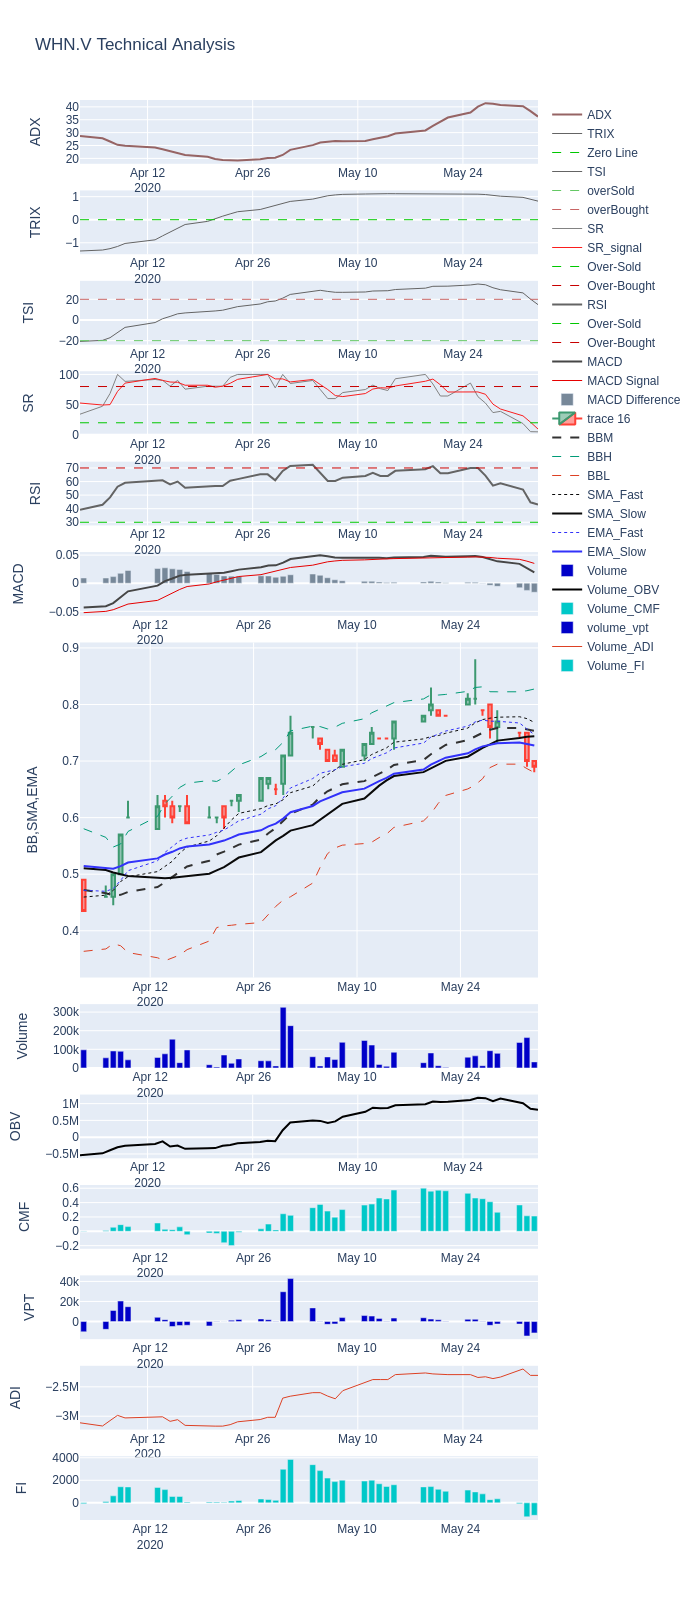 WHN.V Technical Analysis
ADX
40
35
30
25
20
Apr 12
2020
Apr 26
May 10
May 24
TRIX
1
0
−1
Apr 12
2020
Apr 26
May 10
May 24
TSI
20
0
−20
Apr 12
2020
Apr 26
May 10
May 24
SR
100
50
0
Apr 12
2020
Apr 26
May 10
May 24
RSI
70
60
50
40
30
Apr 12
2020
Apr 26
May 10
May 24
MACD
0.05
0
−0.05
Apr 12
2020
Apr 26
May 10
May 24
BB,SMA,EMA
0.9
0.8
0.7
0.6
0.5
0.4
Apr 12
2020
Apr 26
May 10
May 24
Volume
300k
200k
100k
0
Apr 12
2020
Apr 26
May 10
May 24
OBV
1M
0.5M
0
−0.5M
Apr 12
2020
Apr 26
May 10
May 24
CMF
0.6
0.4
0.2
0
−0.2
Apr 12
2020
Apr 26
May 10
May 24
VPT
40k
20k
0
Apr 12
2020
Apr 26
May 10
May 24
ADI
−2.5M
−3M
Apr 12
2020
Apr 26
May 10
May 24
FI
4000
2000
0
Apr 12
2020
Apr 26
May 10
May 24
ADX
TRIX
Zero Line
TSI
overSold
overBought
SR
SR_signal
Over-Sold
Over-Bought
RSI
Over-Sold
Over-Bought
MACD
MACD Signal
MACD Difference
trace 16
BBM
BBH
BBL
SMA_Fast
SMA_Slow
EMA_Fast
EMA_Slow
Volume
Volume_OBV
Volume_CMF
volume_vpt
Volume_ADI
Volume_FI